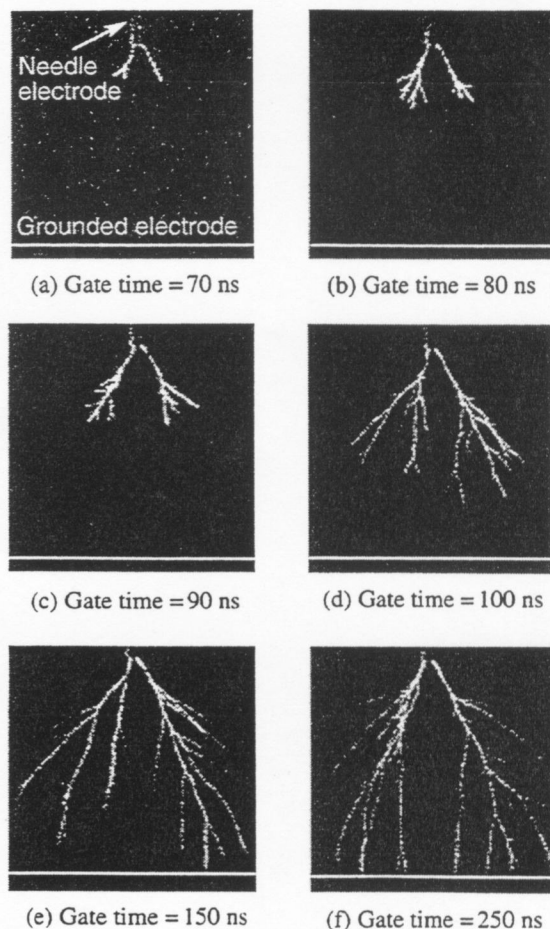 Needle
electrode
Grounded electrode
(a) Gate time = 70 ns
(b) Gate time = 80 ns
(c) Gate time = 90 ns
(d) Gate time = 100 ns
(e) Gate time = 150 ns
(f) Gate time = 250 ns